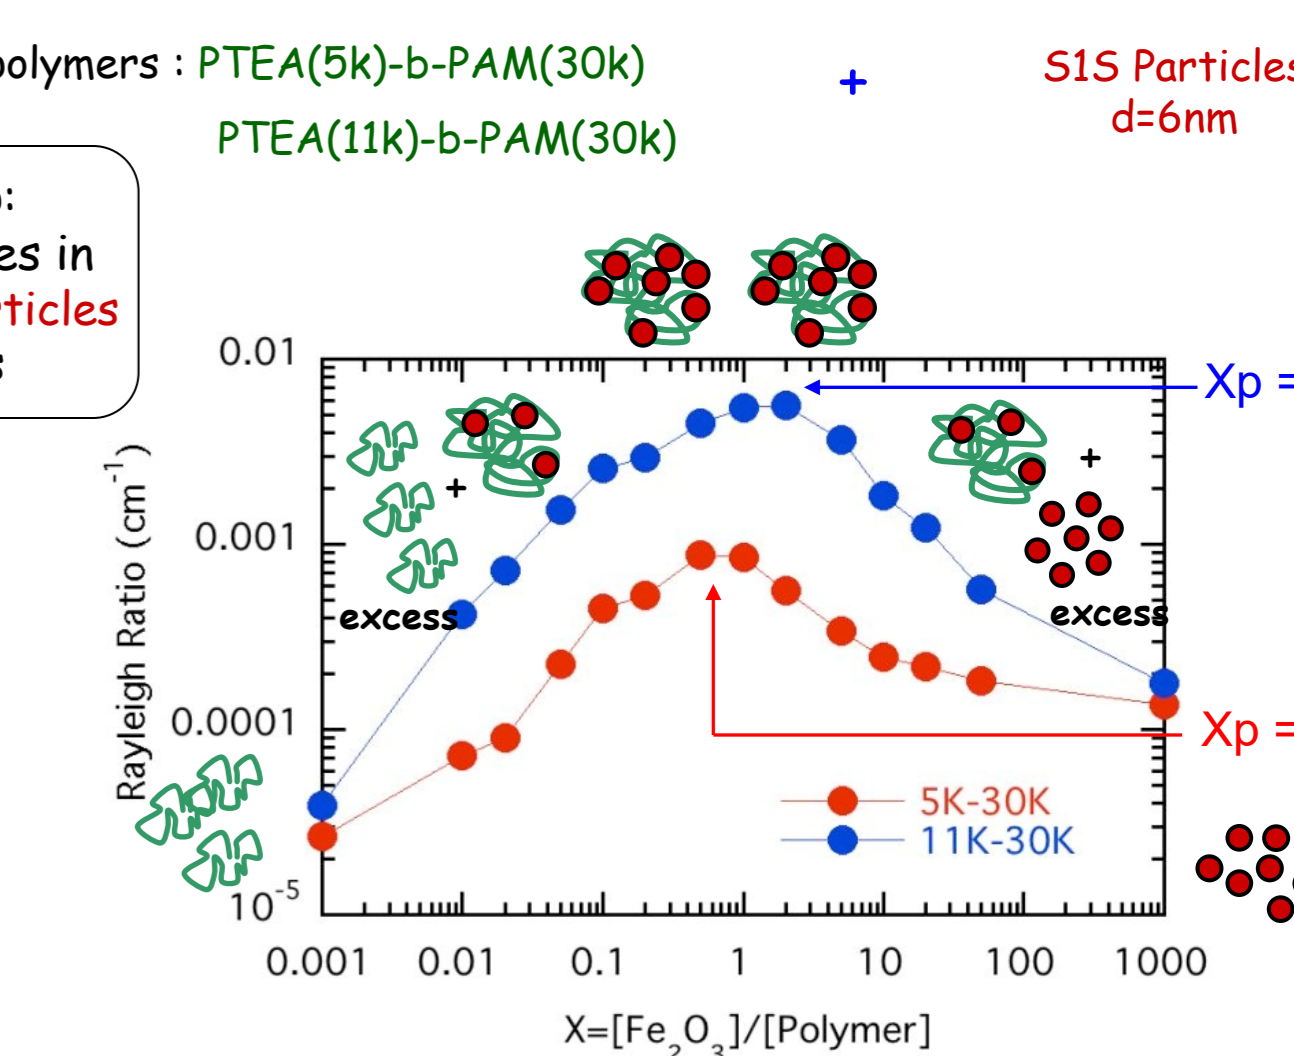 polymers : PTEA(5k)-b-PAM(30k)
+
S1S Particles
d=6nm
PTEA(11k)-b-PAM(30k)
:
es in
rticles
s
0.01
0.001
0.0001
10⁻⁵
Rayleigh Ratio (cm⁻¹)
+
excess
+
excess
Xp =
Xp =
5K-30K
11K-30K
0.001 0.01 0.1 1 10 100 1000
X=[Fe₂O₃]/[Polymer]